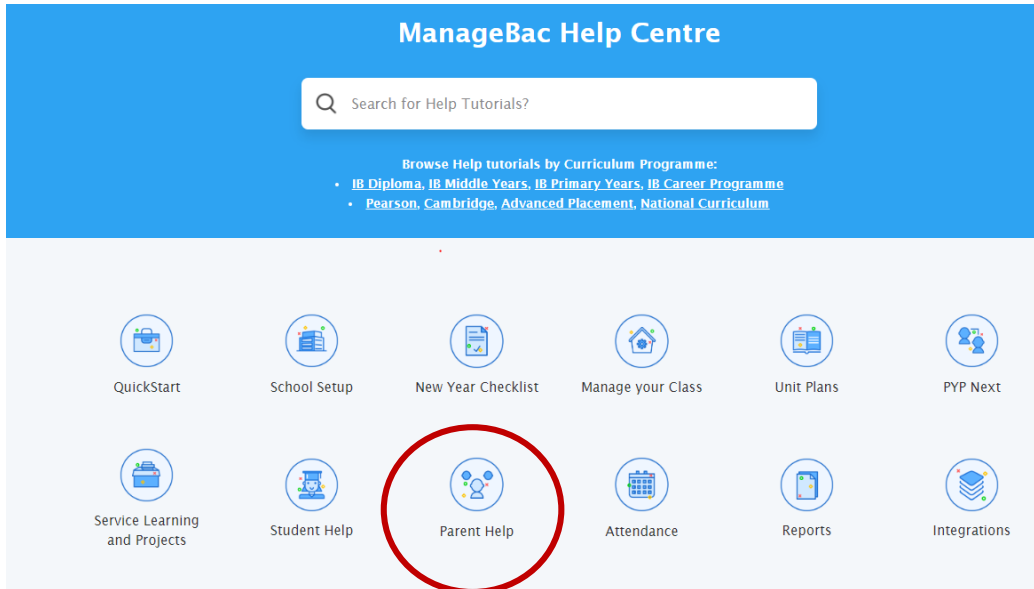 ManageBac Help Centre
Search for Help Tutorials?
Browse Help tutorials by Curriculum Programme:
• IB Diploma, IB Middle Years, IB Primary Years, IB Career Programme
• Pearson, Cambridge, Advanced Placement, National Curriculum
QuickStart
School Setup
New Year Checklist
Manage your Class
Unit Plans
PYP Next
Service Learning
and Projects
Student Help
Parent Help
Attendance
Reports
Integrations